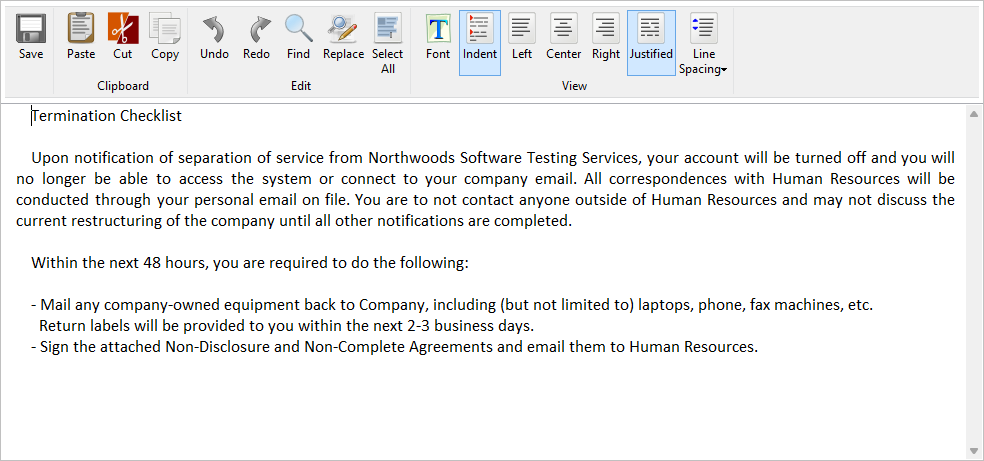 Save Paste Cut Copy Undo Redo Find Replace Select All Font Indent Left Center Right Justified Line Spacing
Clipboard Edit View
Termination Checklist
Upon notification of separation of service from Northwoods Software Testing Services, your account will be turned off and you will
no longer be able to access the system or connect to your company email. All correspondences with Human Resources will be
conducted through your personal email on file. You are to not contact anyone outside of Human Resources and may not discuss the
current restructuring of the company until all other notifications are completed.
Within the next 48 hours, you are required to do the following:
- Mail any company-owned equipment back to Company, including (but not limited to) laptops, phone, fax machines, etc.
Return labels will be provided to you within the next 2-3 business days.
- Sign the attached Non-Disclosure and Non-Complete Agreements and email them to Human Resources.